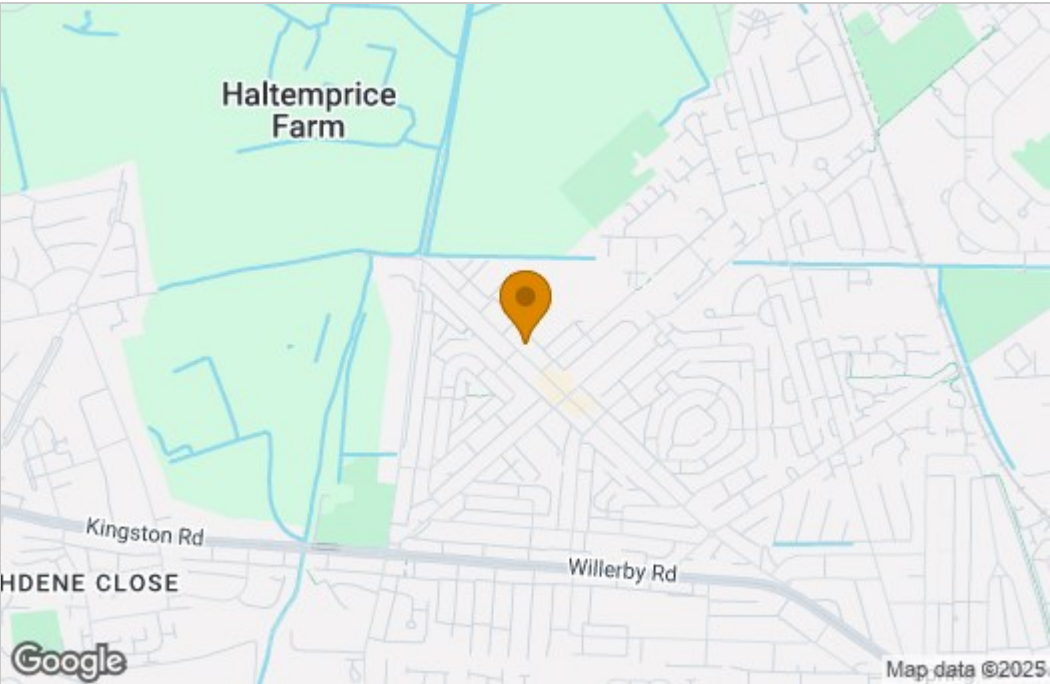 Haltemprice
Farm
Kingston Rd
Willerby Rd
HDENE CLOSE
Google
Map data ©2025